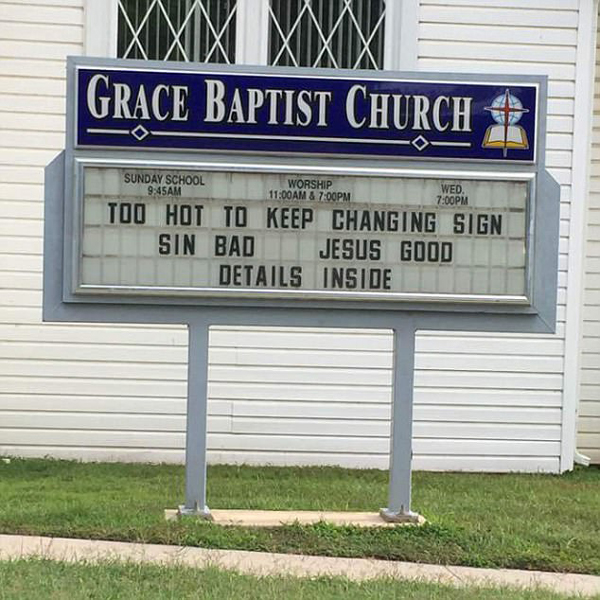 GRACE BAPTIST CHURCH
SUNDAY SCHOOL WORSHIP WED.
9:45AM 11:00AM & 7:00PM 7:00PM
TOO HOT TO KEEP CHANGING SIGN
SIN BAD JESUS GOOD
DETAILS INSIDE